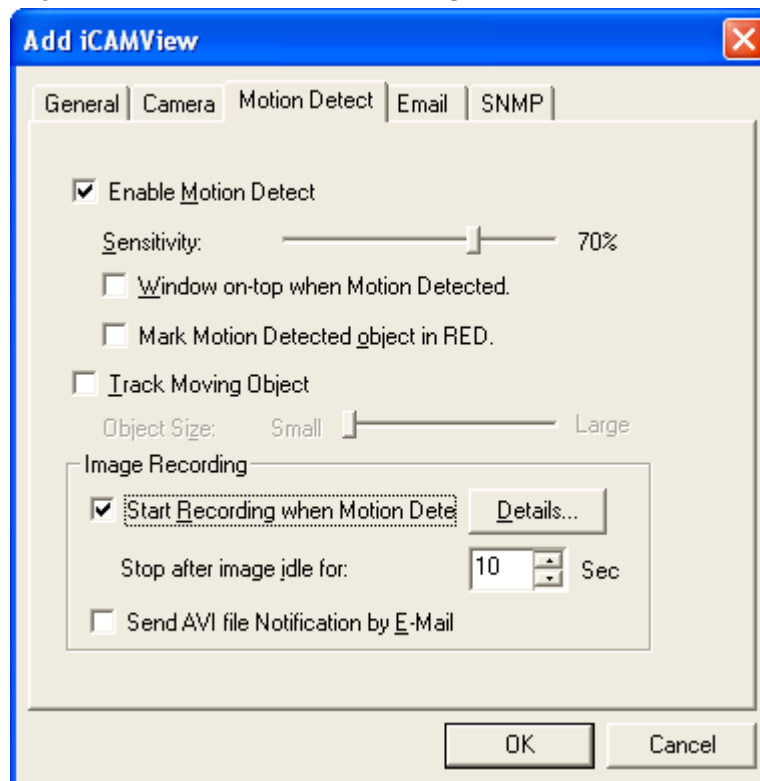 Add iCAMView
General Camera Motion Detect Email SNMP
Enable Motion Detect
Sensitivity: 70%
Window on-top when Motion Detected.
Mark Motion Detected object in RED.
Track Moving Object
Object Size: Small Large
Image Recording
Start Recording when Motion Dete Details...
Stop after image idle for: 10 Sec
Send AVI file Notification by E-Mail
OK Cancel